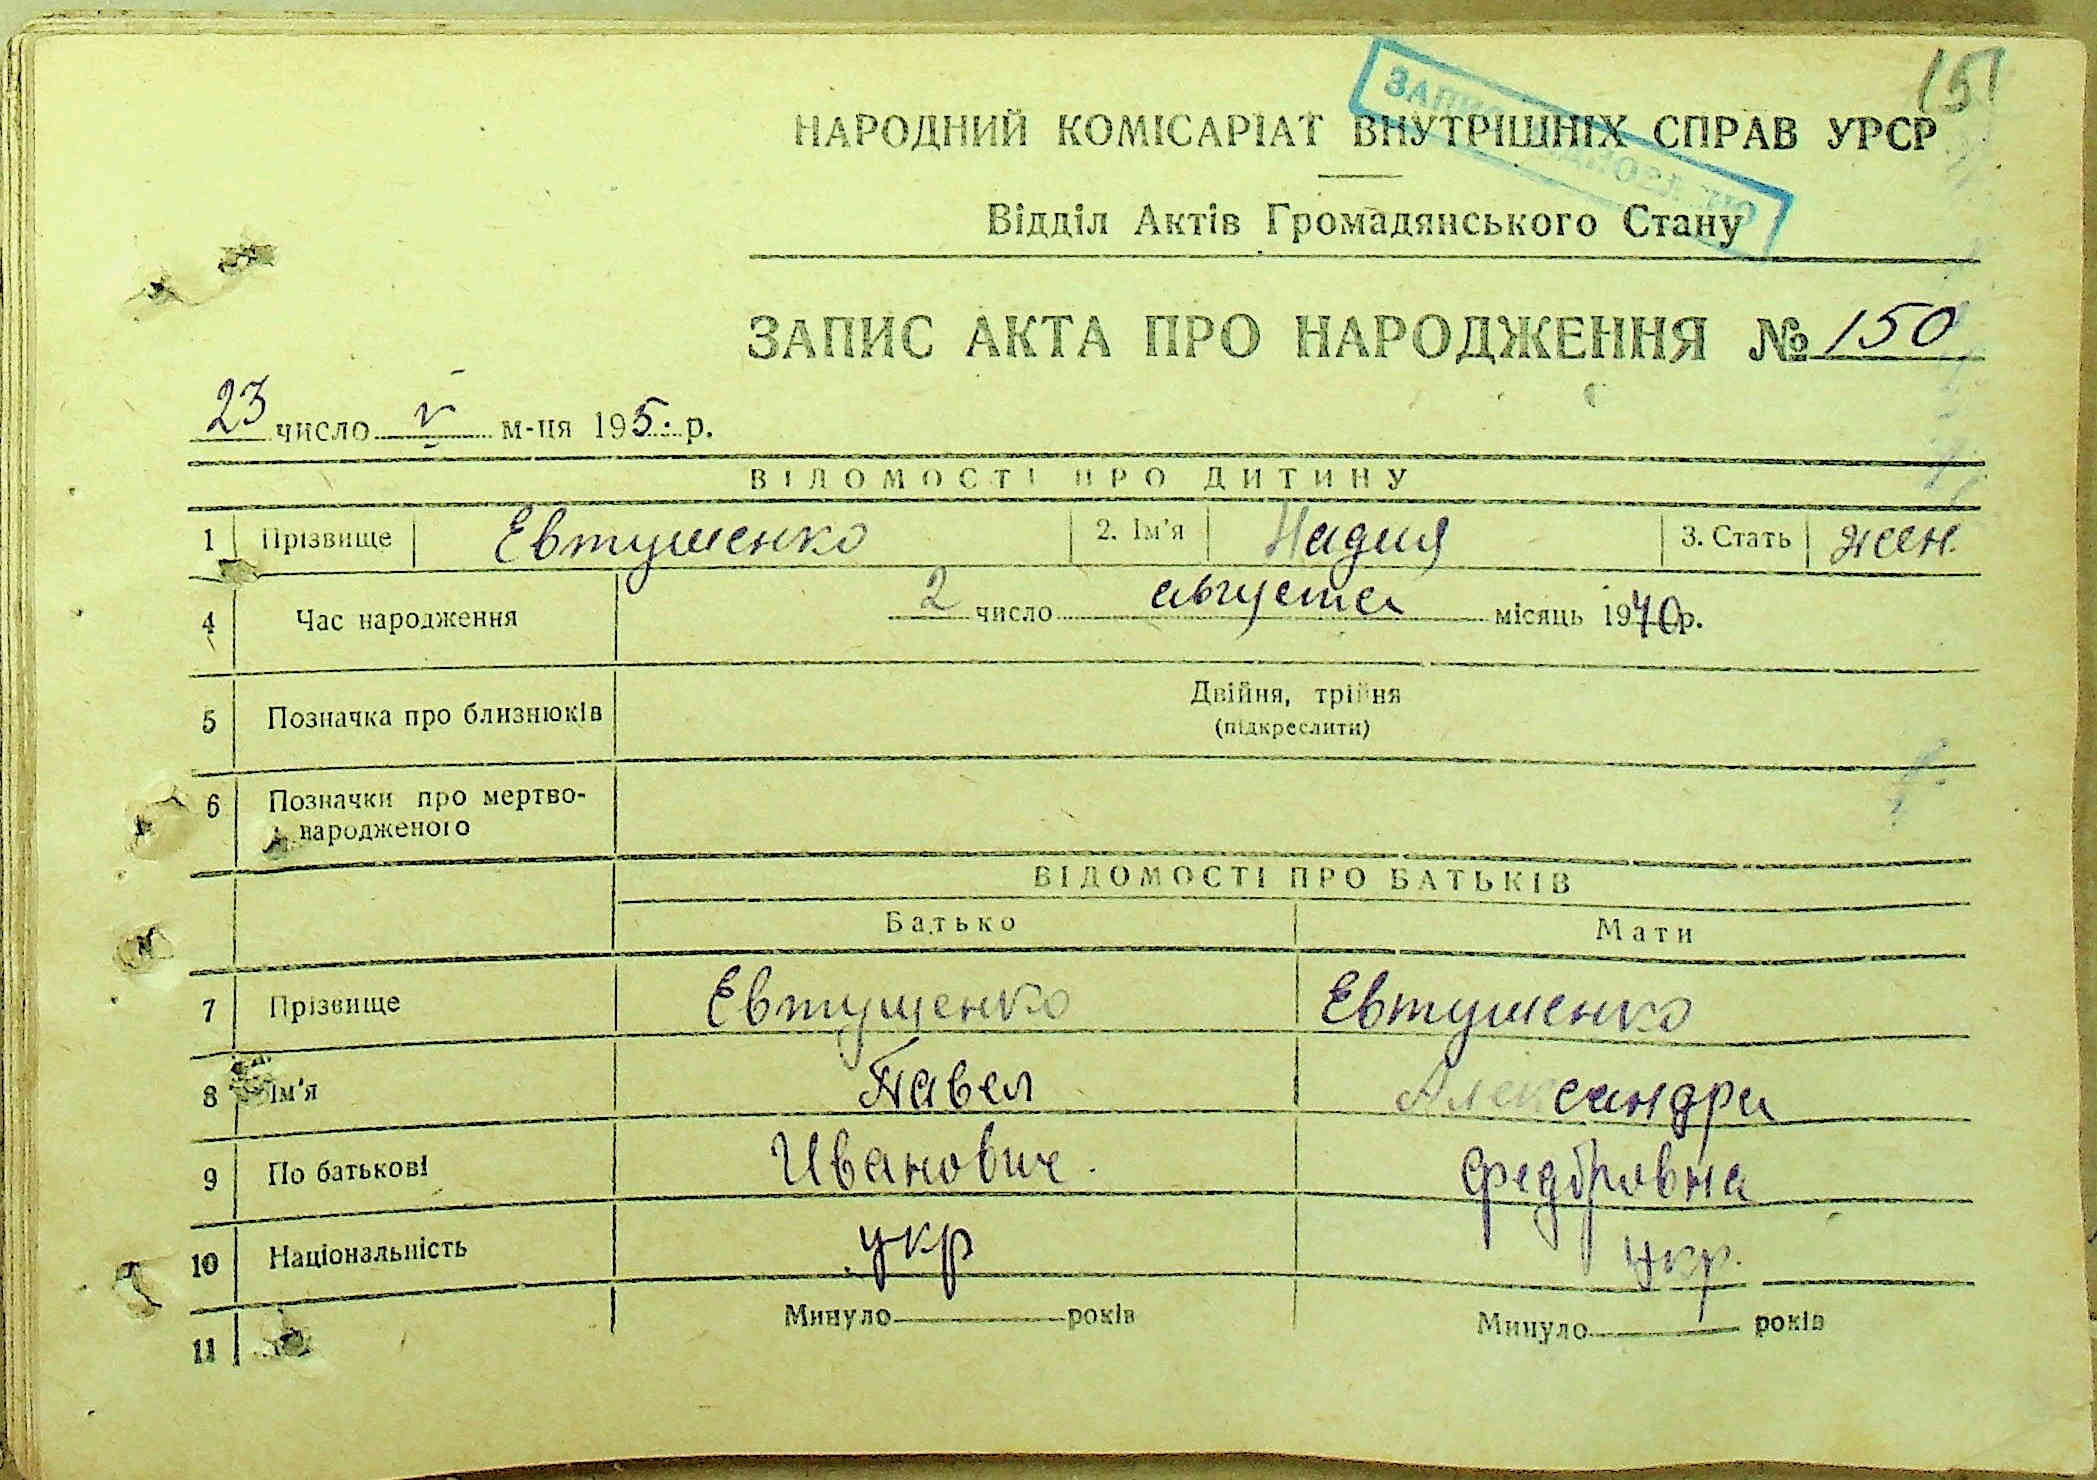 151
НАРОДНИЙ КОМІСАРІАТ ВНУТРІШНІХ СПРАВ УРСР
Відділ Актів Громадянського Стану
ЗАПИС АКТА ПРО НАРОДЖЕННЯ № 150
23 число V м-ця 195. р.
ВІДОМОСТІ ПРО ДИТИНУ
1 Прізвище Евтушенко 2. Ім'я Надия 3. Стать жен.
4 Час народження 2 число августа місяць 1940 р.
5 Позначка про близнюків Двійня, трійня
(підкреслити)
6 Позначки про мертво-
народженого
ВІДОМОСТІ ПРО БАТЬКІВ
Батько Мати
7 Прізвище Евтушенко Евтушенко
8 Ім'я Павел Александра
9 По батькові Иванович. Федоровна
10 Національність укр укр.
11 Минуло років Минуло років